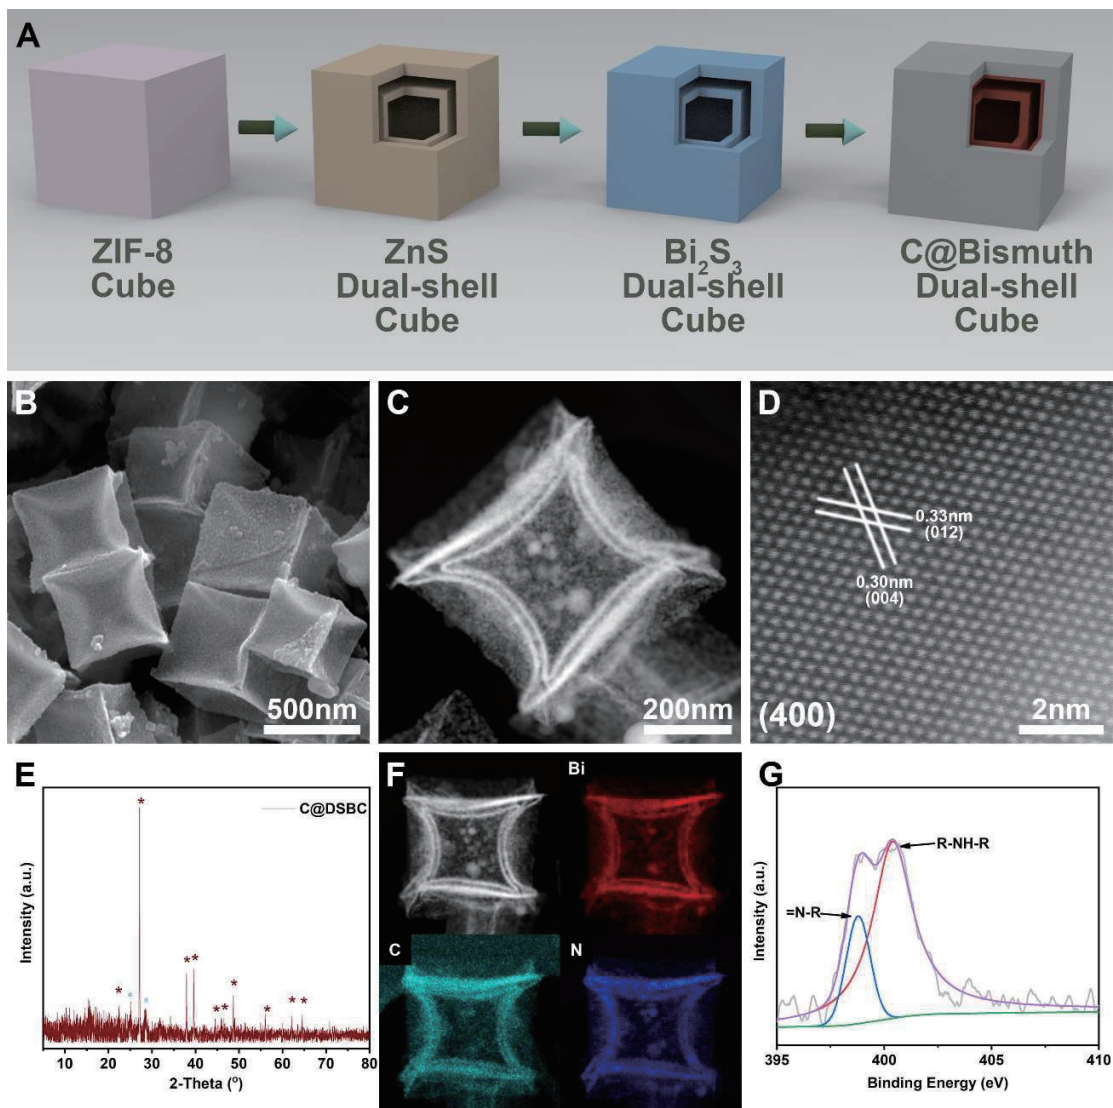 A
ZIF-8
Cube
ZnS
Dual-shell
Cube
Bi₂S₃
Dual-shell
Cube
C@Bismuth
Dual-shell
Cube
B
500nm
C
200nm
D
0.33nm
(012)
0.30nm
(004)
(400)
2nm
E
C@DSBC
Intensity (a.u.)
* * * * * * * * * * * *
10 20 30 40 50 60 70 80
2-Theta (°)
F
Bi
C
N
G
R-NH-R
=N-R
Intensity (a.u.)
395 400 405 410
Binding Energy (eV)